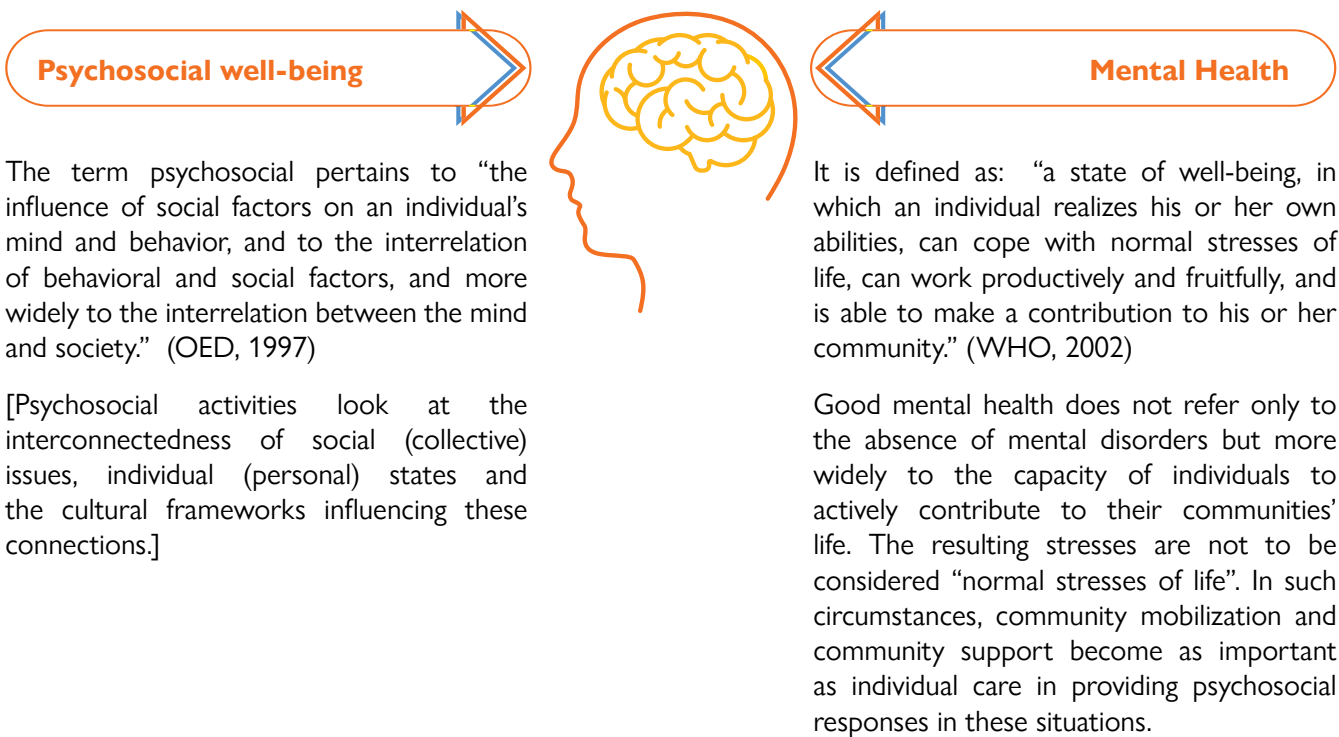 Psychosocial well-being
The term psychosocial pertains to “the
influence of social factors on an individual’s
mind and behavior, and to the interrelation
of behavioral and social factors, and more
widely to the interrelation between the mind
and society.” (OED, 1997)
[Psychosocial activities look at the
interconnectedness of social (collective)
issues, individual (personal) states and
the cultural frameworks influencing these
connections.]
Mental Health
It is defined as: “a state of well-being, in
which an individual realizes his or her own
abilities, can cope with normal stresses of
life, can work productively and fruitfully, and
is able to make a contribution to his or her
community.” (WHO, 2002)
Good mental health does not refer only to
the absence of mental disorders but more
widely to the capacity of individuals to
actively contribute to their communities’
life. The resulting stresses are not to be
considered “normal stresses of life”. In such
circumstances, community mobilization and
community support become as important
as individual care in providing psychosocial
responses in these situations.